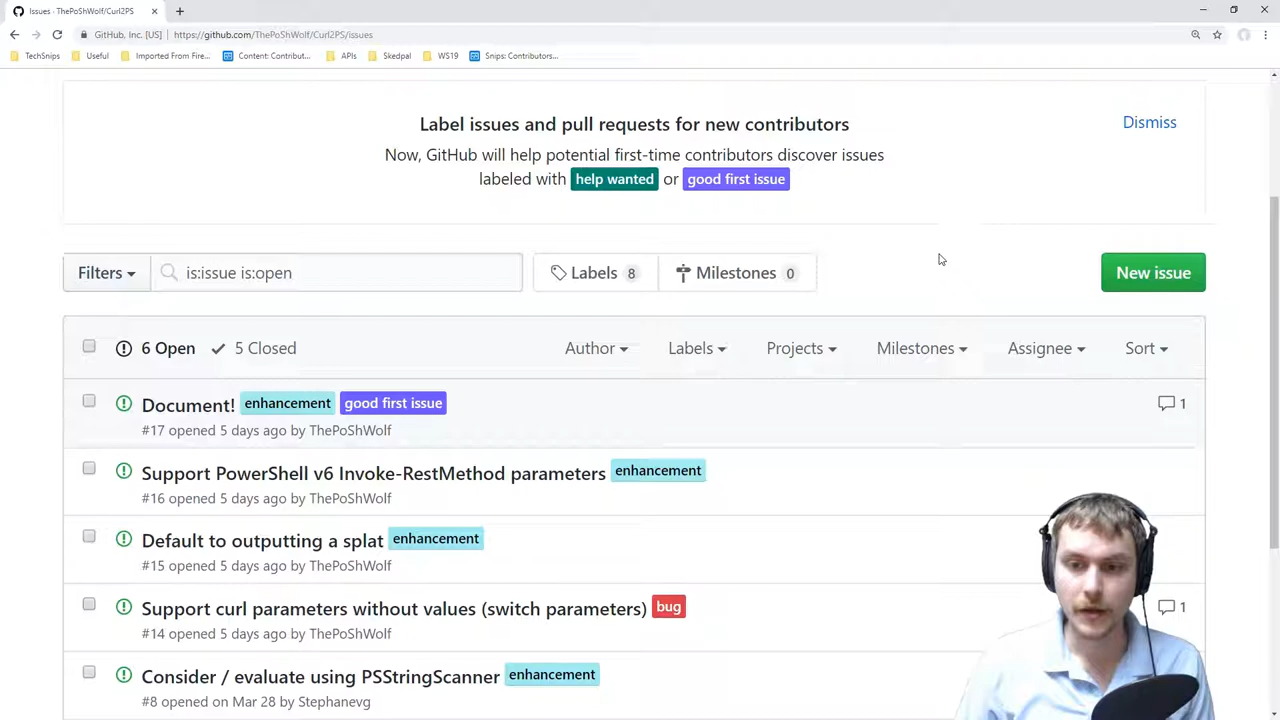 Issues · ThePoShWolf/Curl2PS
GitHub, Inc. [US] | https://github.com/ThePoShWolf/Curl2PS/issues
TechSnips Useful Imported From Fire... Content: Contribut... APIs Skedpal WS19 Snips: Contributors...
Label issues and pull requests for new contributors
Dismiss
Now, GitHub will help potential first-time contributors discover issues
labeled with help wanted or good first issue
Filters is:issue is:open Labels 8 Milestones 0 New issue
6 Open 5 Closed Author Labels Projects Milestones Assignee Sort
Document! enhancement good first issue 1
#17 opened 5 days ago by ThePoShWolf
Support PowerShell v6 Invoke-RestMethod parameters enhancement
#16 opened 5 days ago by ThePoShWolf
Default to outputting a splat enhancement
#15 opened 5 days ago by ThePoShWolf
Support curl parameters without values (switch parameters) bug 1
#14 opened 5 days ago by ThePoShWolf
Consider / evaluate using PSStringScanner enhancement
#8 opened on Mar 28 by Stephanevg